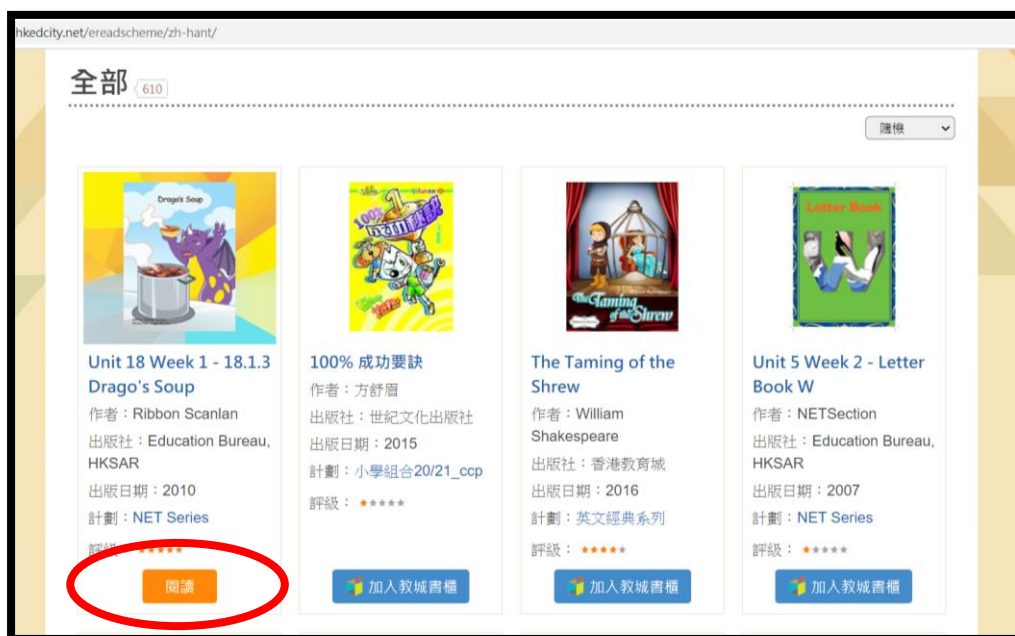 hkedcity.net/ereadscheme/zh-hant/
全部 610
隨機
Drago's Soup
100% 成功要訣
The Taming of the Shrew
Letter Book
W
Unit 18 Week 1 - 18.1.3
Drago's Soup
作者：Ribbon Scanlan
出版社：Education Bureau,
HKSAR
出版日期：2010
計劃：NET Series
評級：
閱讀
100% 成功要訣
作者：方舒眉
出版社：世紀文化出版社
出版日期：2015
計劃：小學組合20/21_ccp
評級：
加入教城書櫃
The Taming of the
Shrew
作者：William
Shakespeare
出版社：香港教育城
出版日期：2016
計劃：英文經典系列
評級：
加入教城書櫃
Unit 5 Week 2 - Letter
Book W
作者：NETSection
出版社：Education Bureau,
HKSAR
出版日期：2007
計劃：NET Series
評級：
加入教城書櫃